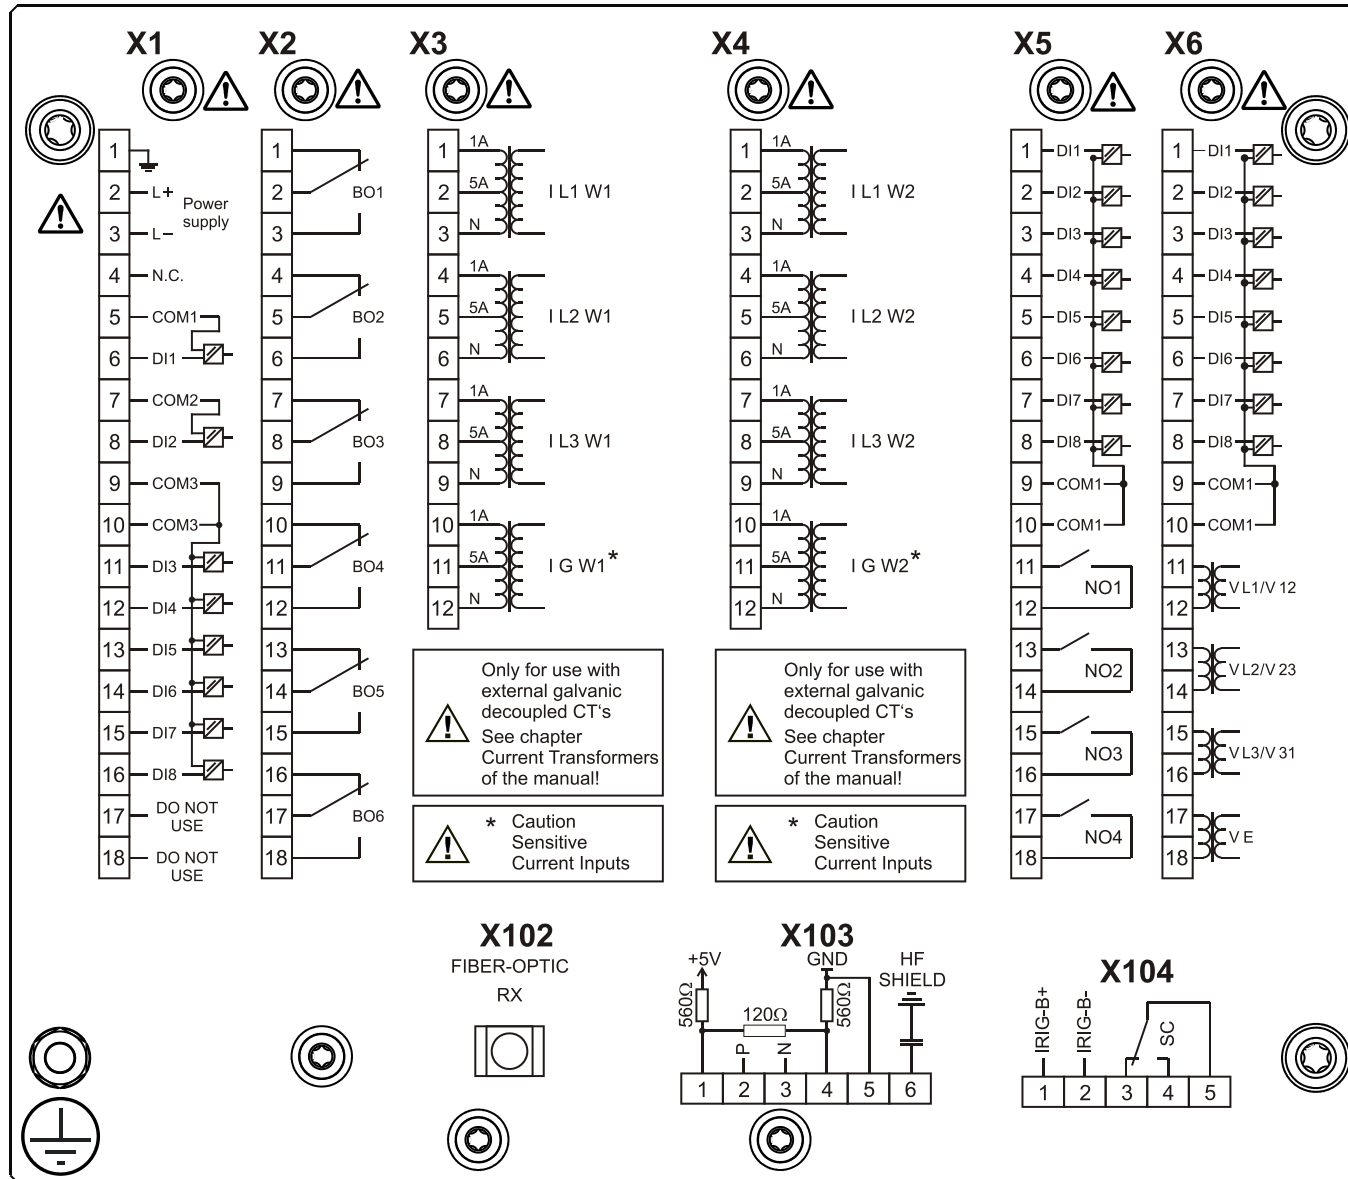 X1
1
2 L+ Power
supply
3 L–
4 N.C.
5 COM1
6 DI1
7 COM2
8 DI2
9 COM3
10 COM3
11 DI3
12 DI4
13 DI5
14 DI6
15 DI7
16 DI8
17 DO NOT
USE
18 DO NOT
USE
X2
1
2 BO1
3
4
5 BO2
6
7
8 BO3
9
10
11 BO4
12
13
14 BO5
15
16
17 BO6
18
X3
1 1A
2 5A I L1 W1
3 N
4 1A
5 5A I L2 W1
6 N
7 1A
8 5A I L3 W1
9 N
10 1A
11 5A I G W1*
12 N
Only for use with
external galvanic
decoupled CT‘s
See chapter
Current Transformers
of the manual!
* Caution
Sensitive
Current Inputs
X4
1 1A
2 5A I L1 W2
3 N
4 1A
5 5A I L2 W2
6 N
7 1A
8 5A I L3 W2
9 N
10 1A
11 5A I G W2*
12 N
Only for use with
external galvanic
decoupled CT‘s
See chapter
Current Transformers
of the manual!
* Caution
Sensitive
Current Inputs
X5
1 DI1
2 DI2
3 DI3
4 DI4
5 DI5
6 DI6
7 DI7
8 DI8
9 COM1
10 COM1
11
NO1
12
13
NO2
14
15
NO3
16
17
NO4
18
X6
1 DI1
2 DI2
3 DI3
4 DI4
5 DI5
6 DI6
7 DI7
8 DI8
9 COM1
10 COM1
11
V L1/V 12
12
13
V L2/V 23
14
15
V L3/V 31
16
17
V E
18
X102
FIBER-OPTIC
RX
X103
+5V GND HF
SHIELD
560Ω 120Ω 560Ω
P N
1 2 3 4 5 6
X104
IRIG-B+ IRIG-B- SC
1 2 3 4 5